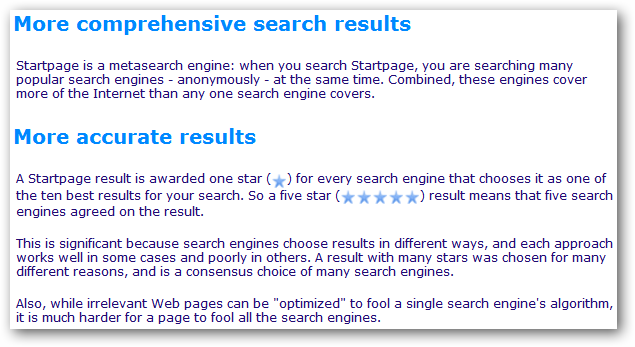 More comprehensive search results
Startpage is a metasearch engine: when you search Startpage, you are searching many
popular search engines - anonymously - at the same time. Combined, these engines cover
more of the Internet than any one search engine covers.
More accurate results
A Startpage result is awarded one star (★) for every search engine that chooses it as one of
the ten best results for your search. So a five star (★★★★★) result means that five search
engines agreed on the result.
This is significant because search engines choose results in different ways, and each approach
works well in some cases and poorly in others. A result with many stars was chosen for many
different reasons, and is a consensus choice of many search engines.
Also, while irrelevant Web pages can be "optimized" to fool a single search engine's algorithm,
it is much harder for a page to fool all the search engines.